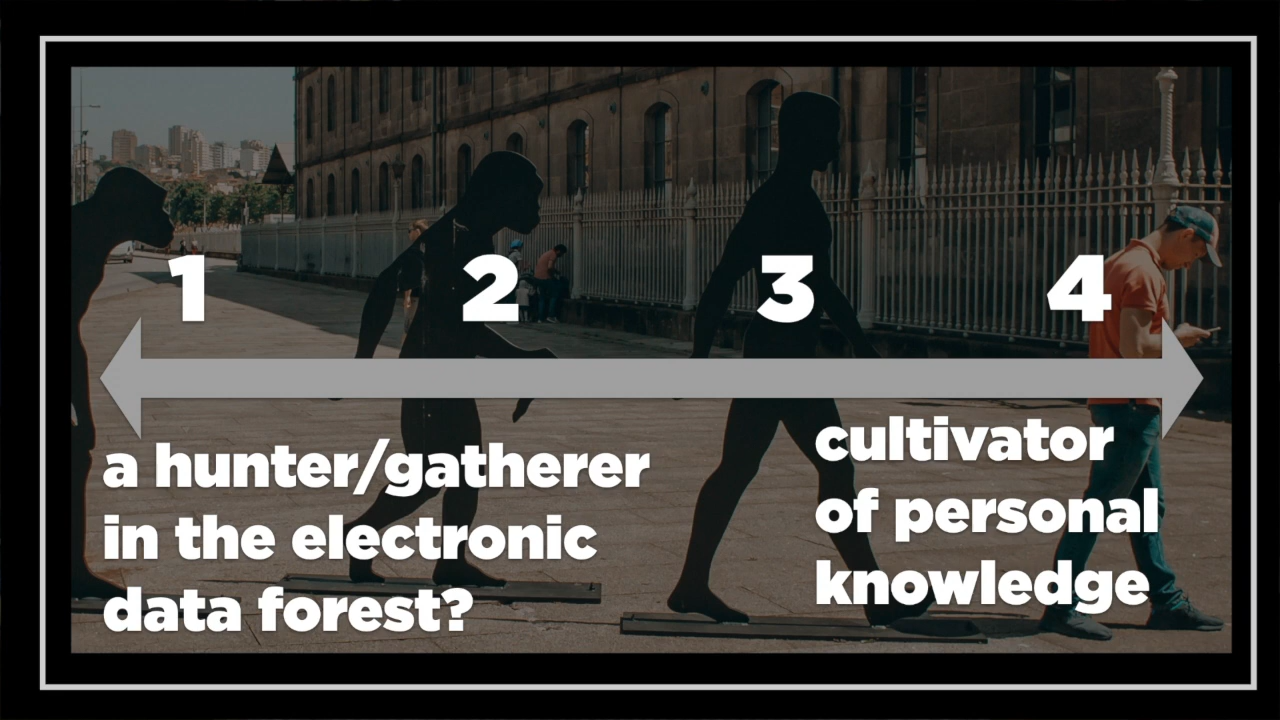 1 2 3 4
a hunter/gatherer
in the electronic
data forest?
cultivator
of personal
knowledge